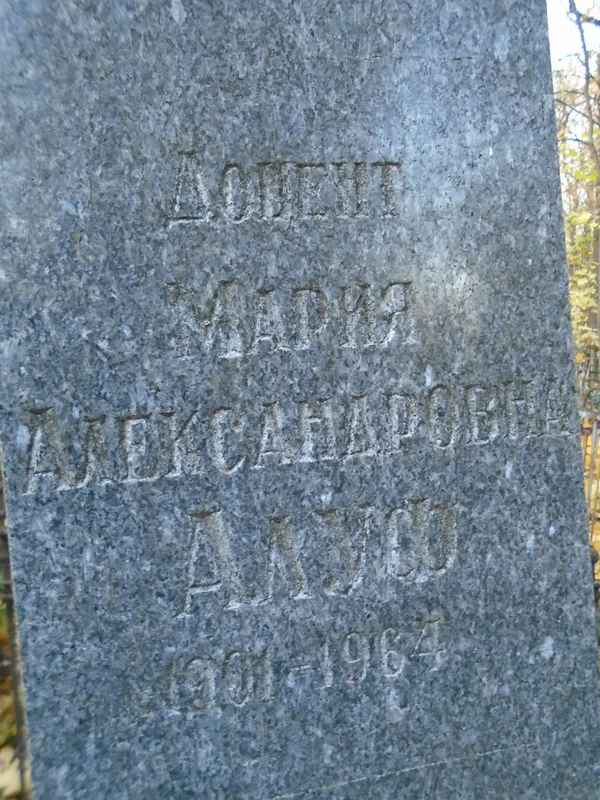 Доцент
Мария
Александровна
Алуф
1901-1964